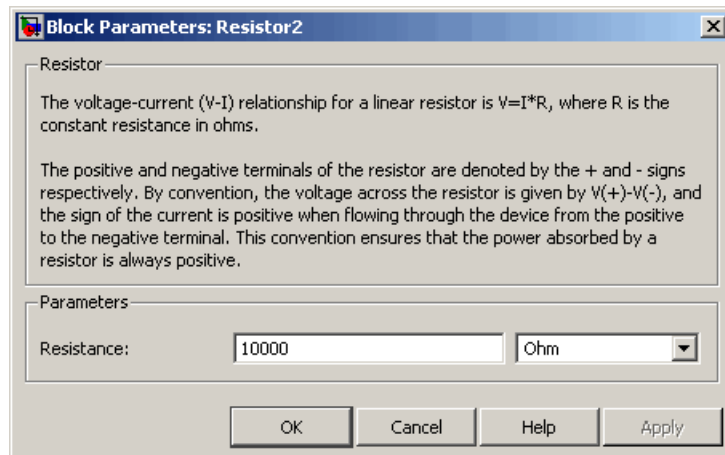 Block Parameters: Resistor2
Resistor
The voltage-current (V-I) relationship for a linear resistor is V=I*R, where R is the
constant resistance in ohms.
The positive and negative terminals of the resistor are denoted by the + and - signs
respectively. By convention, the voltage across the resistor is given by V(+)-V(-), and
the sign of the current is positive when flowing through the device from the positive
to the negative terminal. This convention ensures that the power absorbed by a
resistor is always positive.
Parameters
Resistance: 10000 Ohm
OK Cancel Help Apply